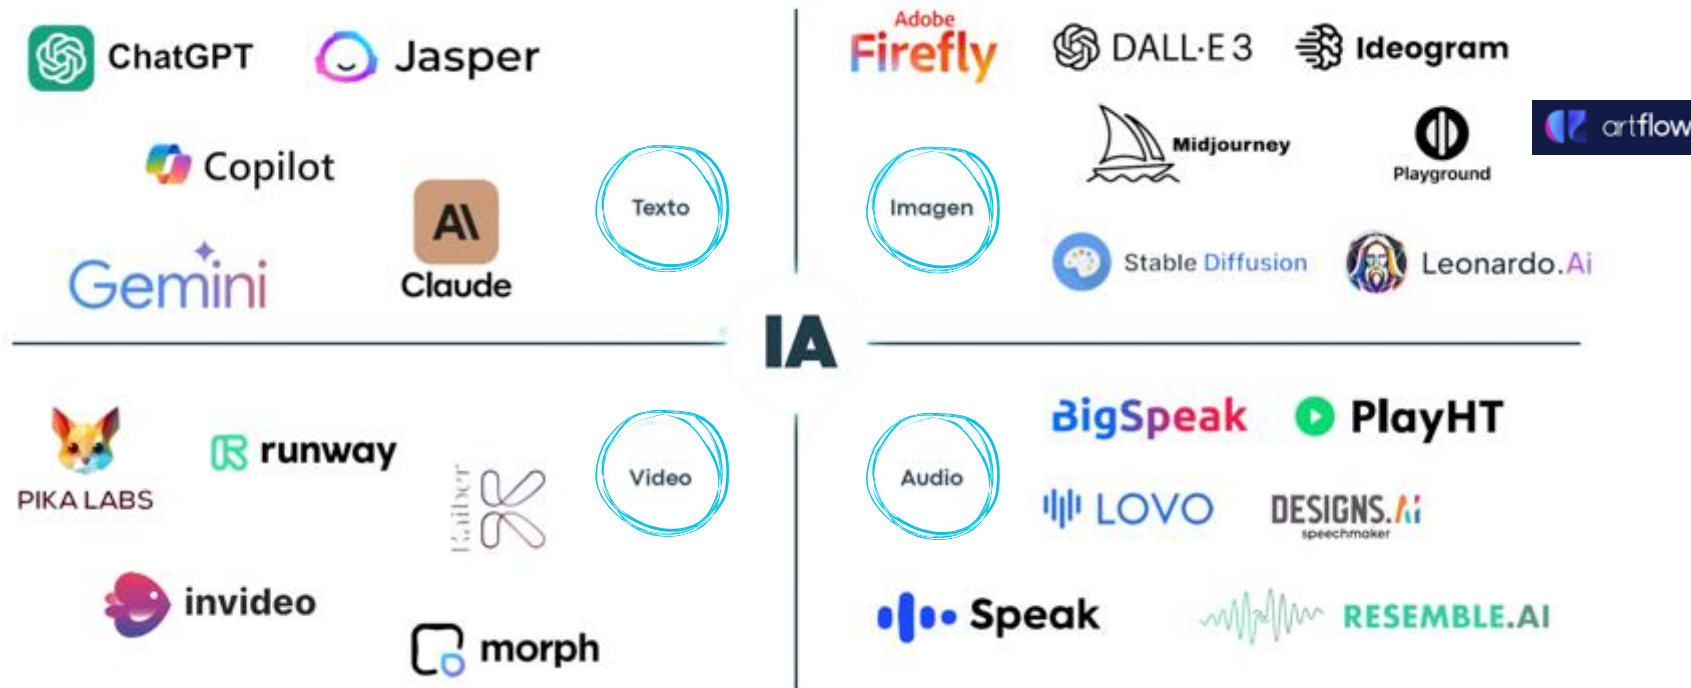 ChatGPT
Jasper
Copilot
AI
Claude
Gemini
Texto
Adobe
Firefly
DALL·E 3
Ideogram
Midjourney
Playground
artflow
Imagen
Stable Diffusion
Leonardo.Ai
IA
PIKA LABS
runway
Kaiber
Video
invideo
morph
Audio
BigSpeak
PlayHT
LOVO
DESIGNS.Ai
speechmaker
Speak
RESEMBLE.AI